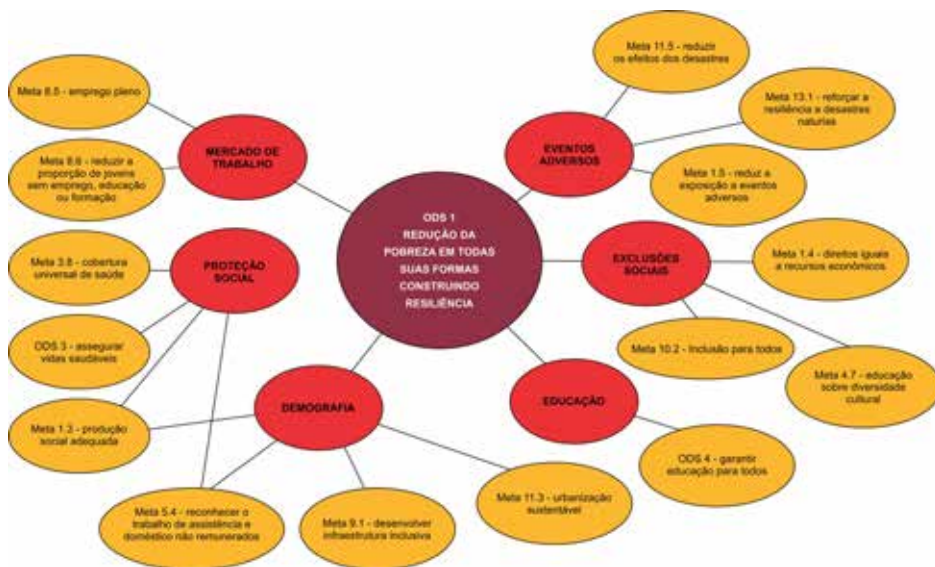 Meta 11.5 - reduzir
os efeitos dos desastres
Meta 8.5 - emprego pleno
Meta 13.1 - reforçar a
resiliência a desastres
naturias
MERCADO DE
TRABALHO
EVENTOS
ADVERSOS
Meta 8.6 - reduzir a
proporção de jovens
sem emprego, educação
ou formação
Meta 1.5 - reduz a
exposição a eventos
adversos
ODS 1
REDUÇÃO DA
POBREZA EM TODAS
SUAS FORMAS
CONSTRUINDO
RESILIÊNCIA
Meta 3.8 - cobertura
universal de saúde
PROTEÇÃO
SOCIAL
EXCLUSÕES
SOCIAIS
Meta 1.4 - direitos iguais
a recursos econômicos
ODS 3 - assegurar
vidas saudáveis
Meta 10.2 - Inclusão para todos
Meta 4.7 - educação
sobre diversidade
cultural
DEMOGRAFIA
EDUCAÇÃO
Meta 1.3 - produção
social adequada
ODS 4 - garantir
educação para todos
Meta 5.4 - reconhecer o
trabalho de assistência e
doméstico não remunerados
Meta 9.1 - desenvolver
infraestrutura inclusiva
Meta 11.3 - urbanização
sustentável